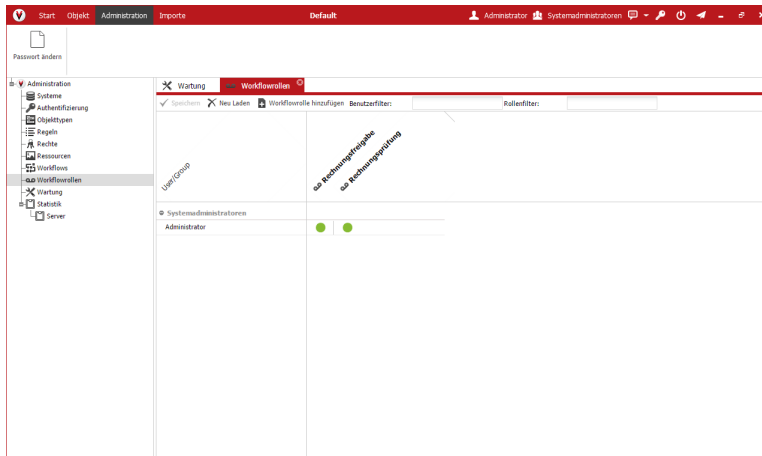 Start Objekt Administration Importe Default Administrator Systemadministratoren
Passwort ändern
Administration
Systeme
Authentifizierung
Objekttypen
Regeln
Rechte
Ressourcen
Workflows
Workflowrollen
Wartung
Statistik
Server
Wartung Workflowrollen
Speichern Neu Laden Workflowrolle hinzufügen Benutzerfilter: Rollenfilter:
User/Group
Rechnungsfreigabe
Rechnungsprüfung
Systemadministratoren
Administrator